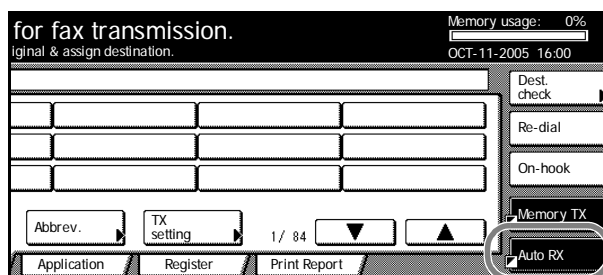 for fax transmission.
Memory usage: 0%
iginal & assign destination.
OCT-11-2005 16:00
Dest.
check
Re-dial
On-hook
Memory TX
Abbrev.
TX
setting
1/ 84
Auto RX
Application
Register
Print Report